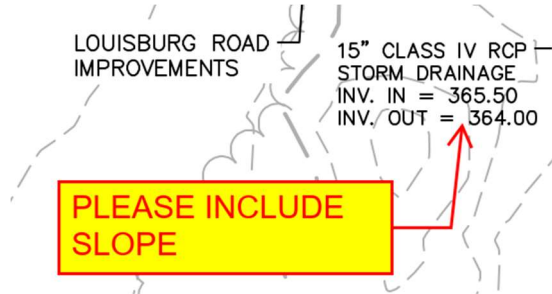 LOUISBURG ROAD
IMPROVEMENTS
15" CLASS IV RCP
STORM DRAINAGE
INV. IN = 365.50
INV. OUT = 364.00
PLEASE INCLUDE
SLOPE